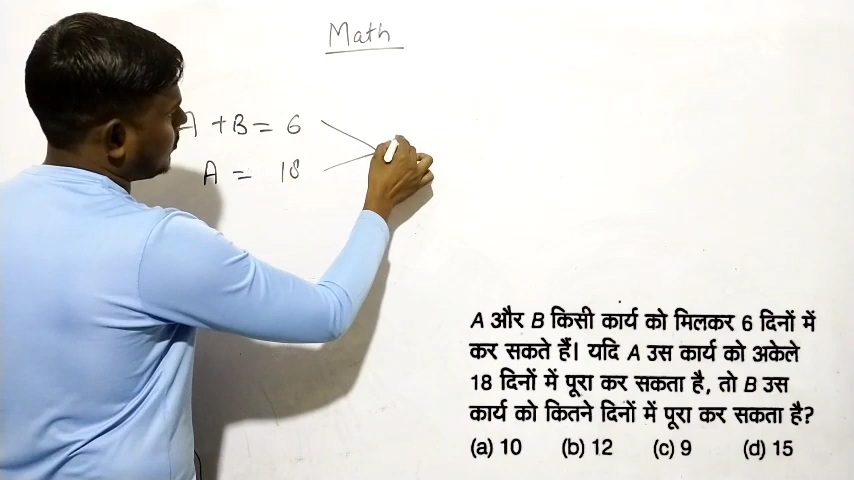 Math
A + B = 6
A = 18
A और B किसी कार्य को मिलकर 6 दिनों में
कर सकते हैं। यदि A उस कार्य को अकेले
18 दिनों में पूरा कर सकता है, तो B उस
कार्य को कितने दिनों में पूरा कर सकता है?
(a) 10 (b) 12 (c) 9 (d) 15